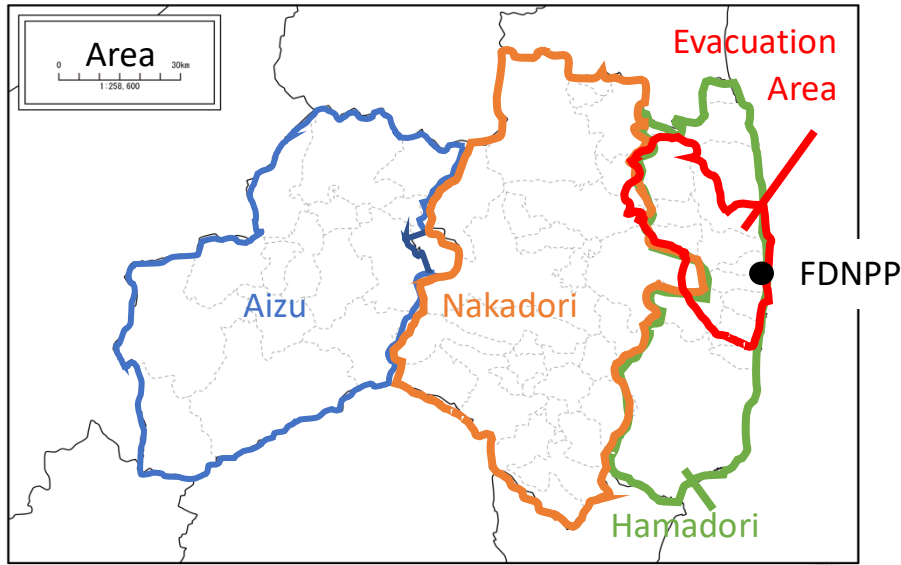 Area
0 30km
1:258, 600
Evacuation
Area
FDNPP
Aizu
Nakadori
Hamadori